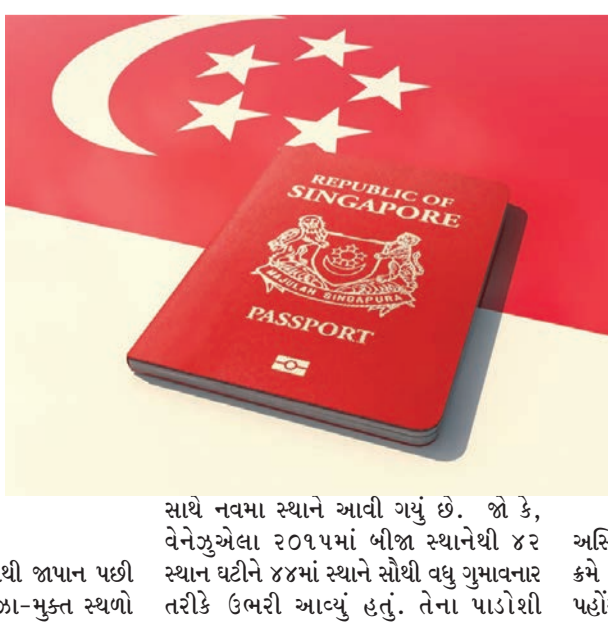 REPUBLIC OF
SINGAPORE
MAJULAH SINGAPURA
PASSPORT
થી જાપાન પછી
ઝા-મુક્ત સ્થળો
સાથે નવમા સ્થાને આવી ગયું છે. જો કે,
વેનેઝુએલા ૨૦૧૫માં બીજા સ્થાનેથી ૪૨
સ્થાન ઘટીને ૪૪માં સ્થાને સૌથી વધુ ગુમાવનાર
તરીકે ઉભરી આવ્યું હતું. તેના પાડોશી
ક્રમે